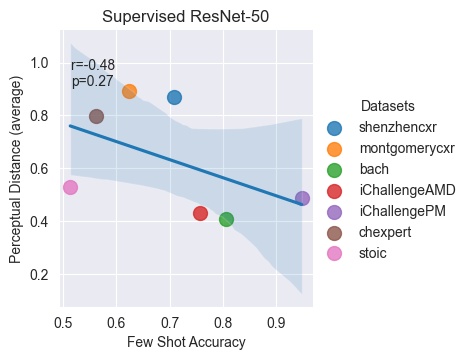 Supervised ResNet-50
r=-0.48
p=0.27
Perceptual Distance (average)
1.0
0.8
0.6
0.4
0.2
0.5 0.6 0.7 0.8 0.9
Few Shot Accuracy
Datasets
shenzhencxr
montgomerycxr
bach
iChallengeAMD
iChallengePM
chexpert
stoic